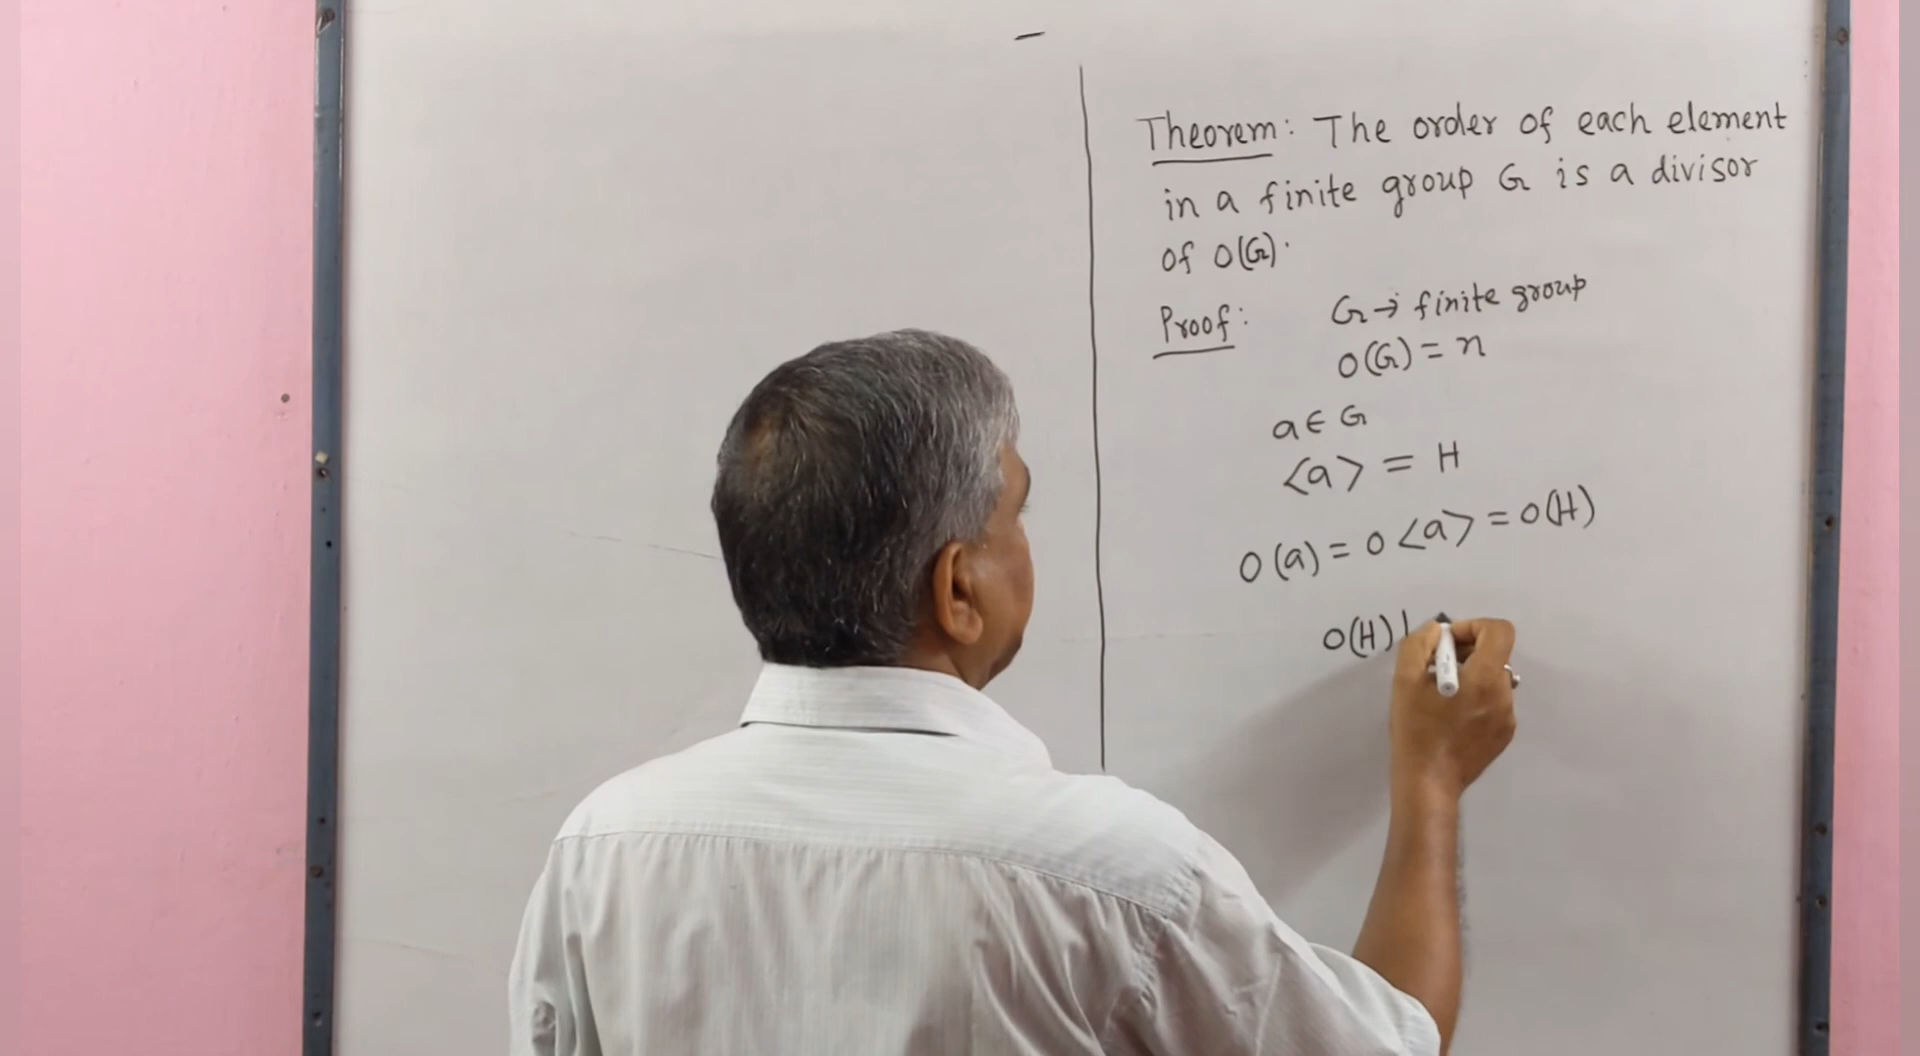 Theorem: The order of each element
in a finite group G is a divisor
of O(G).
Proof: G → finite group
O(G) = n
a ∈ G
<a> = H
O(a) = O<a> = O(H)
O(H) |